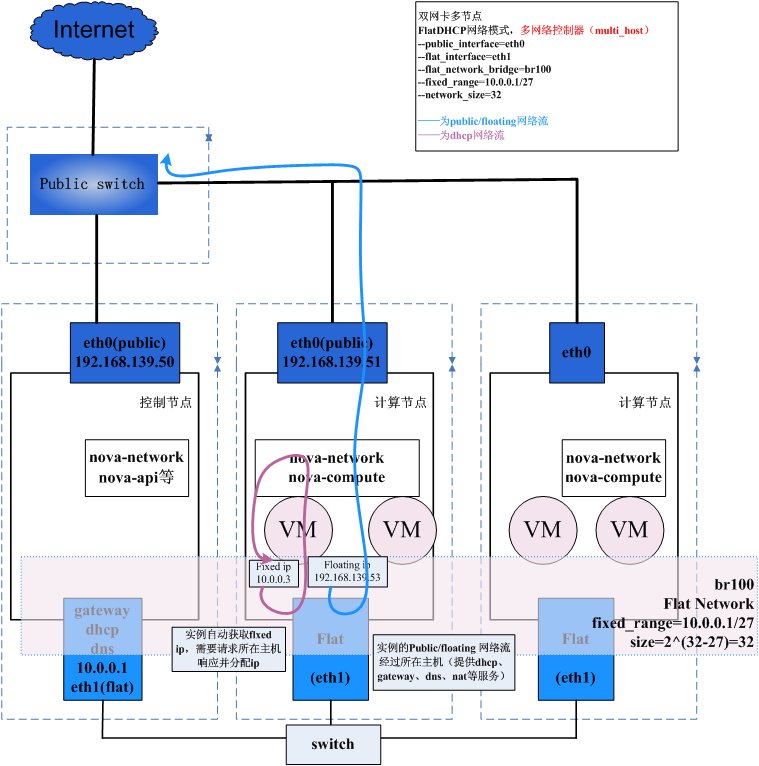 Internet
双网卡多节点
FlatDHCP网络模式，多网络控制器（multi_host）
--public_interface=eth0
--flat_interface=eth1
--flat_network_bridge=br100
--fixed_range=10.0.0.1/27
--network_size=32
——为public/floating网络流
——为dhcp网络流
Public switch
eth0(public)
192.168.139.50
控制节点
nova-network
nova-api等
eth0(public)
192.168.139.51
计算节点
nova-network
nova-compute
VM
VM
eth0
计算节点
nova-network
nova-compute
VM
VM
Fixed ip
10.0.0.3
Floating ip
192.168.139.53
br100
Flat Network
fixed_range=10.0.0.1/27
size=2^(32-27)=32
gateway
dhcp
dns
10.0.0.1
eth1(flat)
实例自动获取fixed
ip，需要请求所在主机
响应并分配ip
Flat
(eth1)
实例的Public/floating 网络流
经过所在主机（提供dhcp、
gateway、dns、nat等服务）
Flat
(eth1)
switch